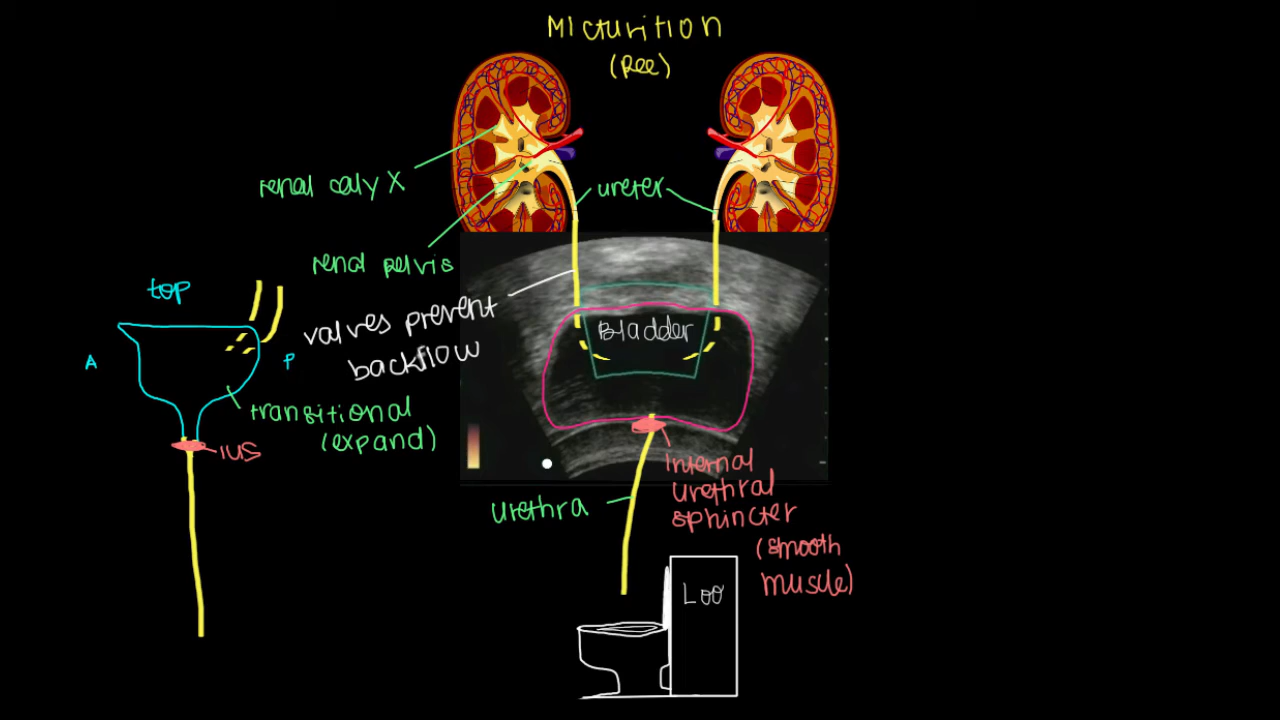 Micturition
(Pee)
renal calyx
ureter
renal pelvis
top
valves prevent
backflow
Bladder
A
P
transitional
(expand)
IUS
Internal
urethral
sphincter
(smooth
muscle)
urethra
Loo